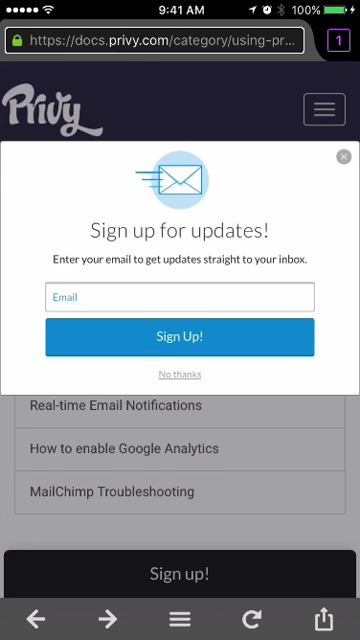 9:41 AM
100%
https://docs.privy.com/category/using-pr...
1
Privy
Sign up for updates!
Enter your email to get updates straight to your inbox.
Email
Sign Up!
No thanks
Real-time Email Notifications
How to enable Google Analytics
MailChimp Troubleshooting
Sign up!